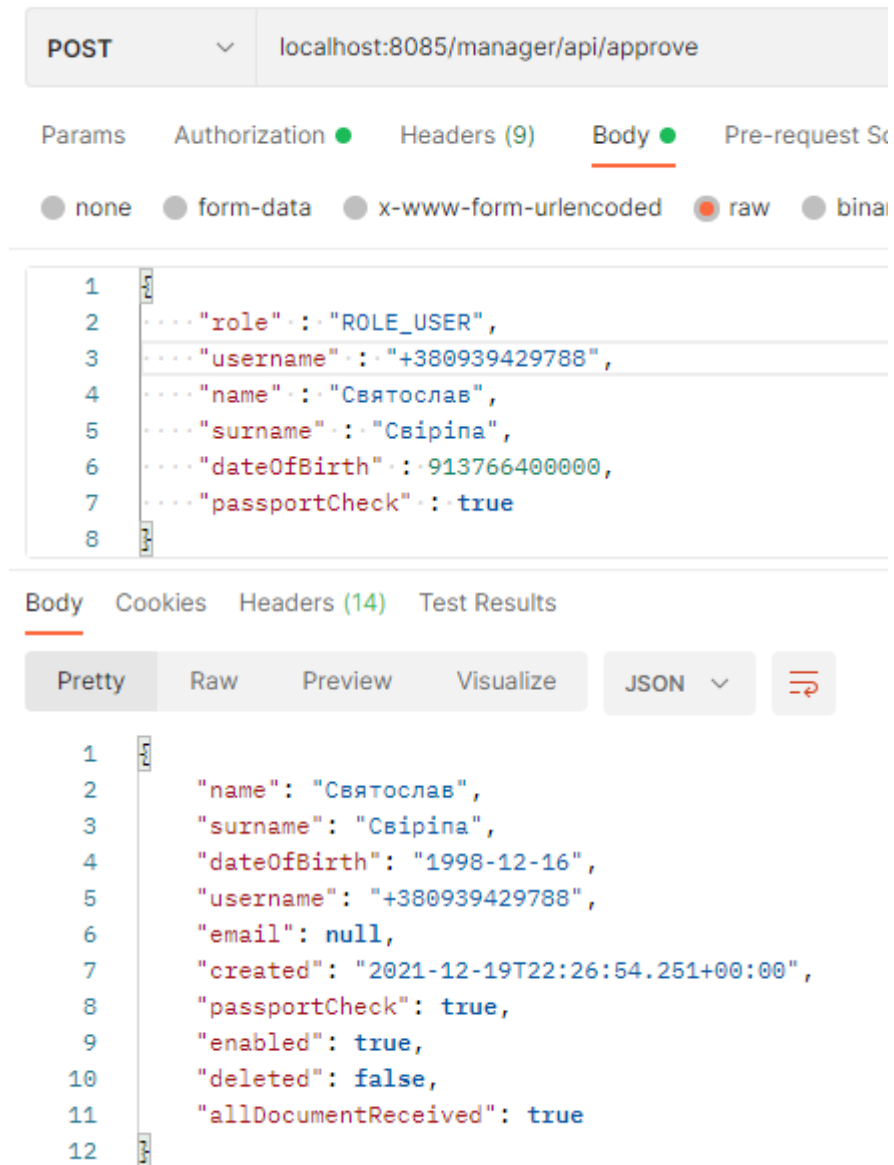 POST localhost:8085/manager/api/approve
Params Authorization Headers (9) Body Pre-request Sc
none form-data x-www-form-urlencoded raw binar
1 {
2 "role" : "ROLE_USER",
3 "username" : "+380939429788",
4 "name" : "Святослав",
5 "surname" : "Свіріпа",
6 "dateOfBirth" : 913766400000,
7 "passportCheck" : true
8 }
Body Cookies Headers (14) Test Results
Pretty Raw Preview Visualize JSON
1 {
2 "name": "Святослав",
3 "surname": "Свіріпа",
4 "dateOfBirth": "1998-12-16",
5 "username": "+380939429788",
6 "email": null,
7 "created": "2021-12-19T22:26:54.251+00:00",
8 "passportCheck": true,
9 "enabled": true,
10 "deleted": false,
11 "allDocumentReceived": true
12 }